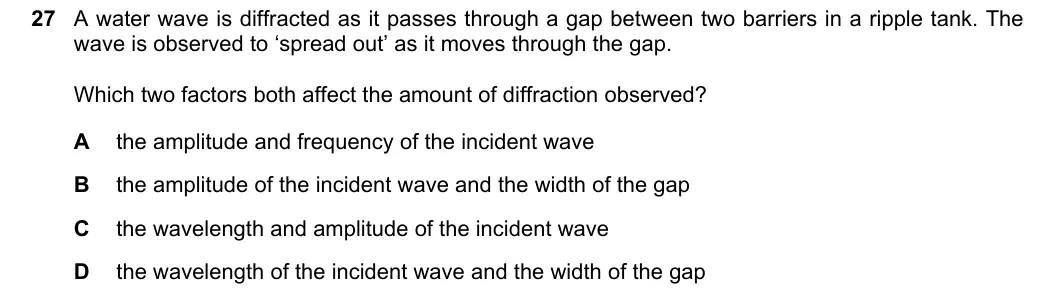 27 A water wave is diffracted as it passes through a gap between two barriers in a ripple tank. The
wave is observed to ‘spread out’ as it moves through the gap.
Which two factors both affect the amount of diffraction observed?
A the amplitude and frequency of the incident wave
B the amplitude of the incident wave and the width of the gap
C the wavelength and amplitude of the incident wave
D the wavelength of the incident wave and the width of the gap